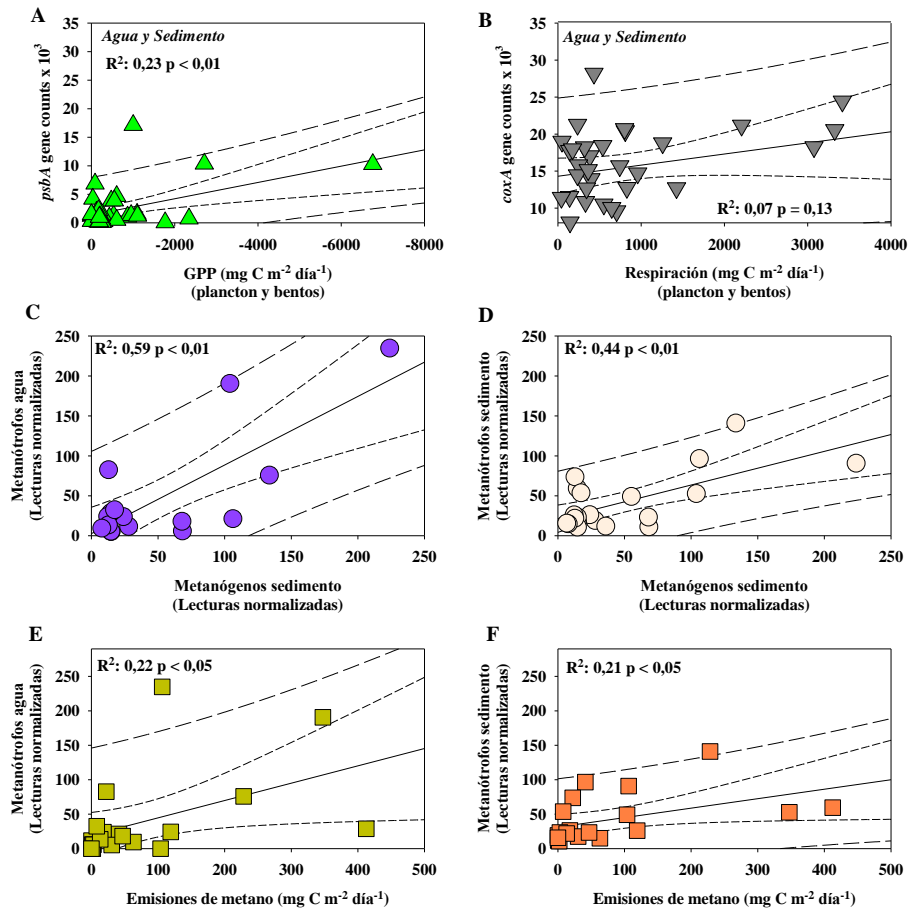 A
Agua y Sedimento
R²: 0,23 p < 0,01
psbA gene counts x 10³
35
30
25
20
15
10
5
0
0 -2000 -4000 -6000 -8000
GPP (mg C m⁻² día⁻¹)
(plancton y bentos)
B
Agua y Sedimento
R²: 0,07 p = 0,13
coxA gene counts x 10³
35
30
25
20
15
10
0 1000 2000 3000 4000
Respiración (mg C m⁻² día⁻¹)
(plancton y bentos)
C
R²: 0,59 p < 0,01
Metanótrofos agua
(Lecturas normalizadas)
250
200
150
100
50
0
0 50 100 150 200 250
Metanógenos sedimento
(Lecturas normalizadas)
D
R²: 0,44 p < 0,01
Metanótrofos sedimento
(Lecturas normalizadas)
250
200
150
100
50
0
0 50 100 150 200 250
Metanógenos sedimento
(Lecturas normalizadas)
E
R²: 0,22 p < 0,05
Metanótrofos agua
(Lecturas normalizadas)
250
200
150
100
50
0
0 100 200 300 400 500
Emisiones de metano (mg C m⁻² día⁻¹)
F
R²: 0,21 p < 0,05
Metanótrofos sedimento
(Lecturas normalizadas)
250
200
150
100
50
0
0 100 200 300 400 500
Emisiones de metano (mg C m⁻² día⁻¹)